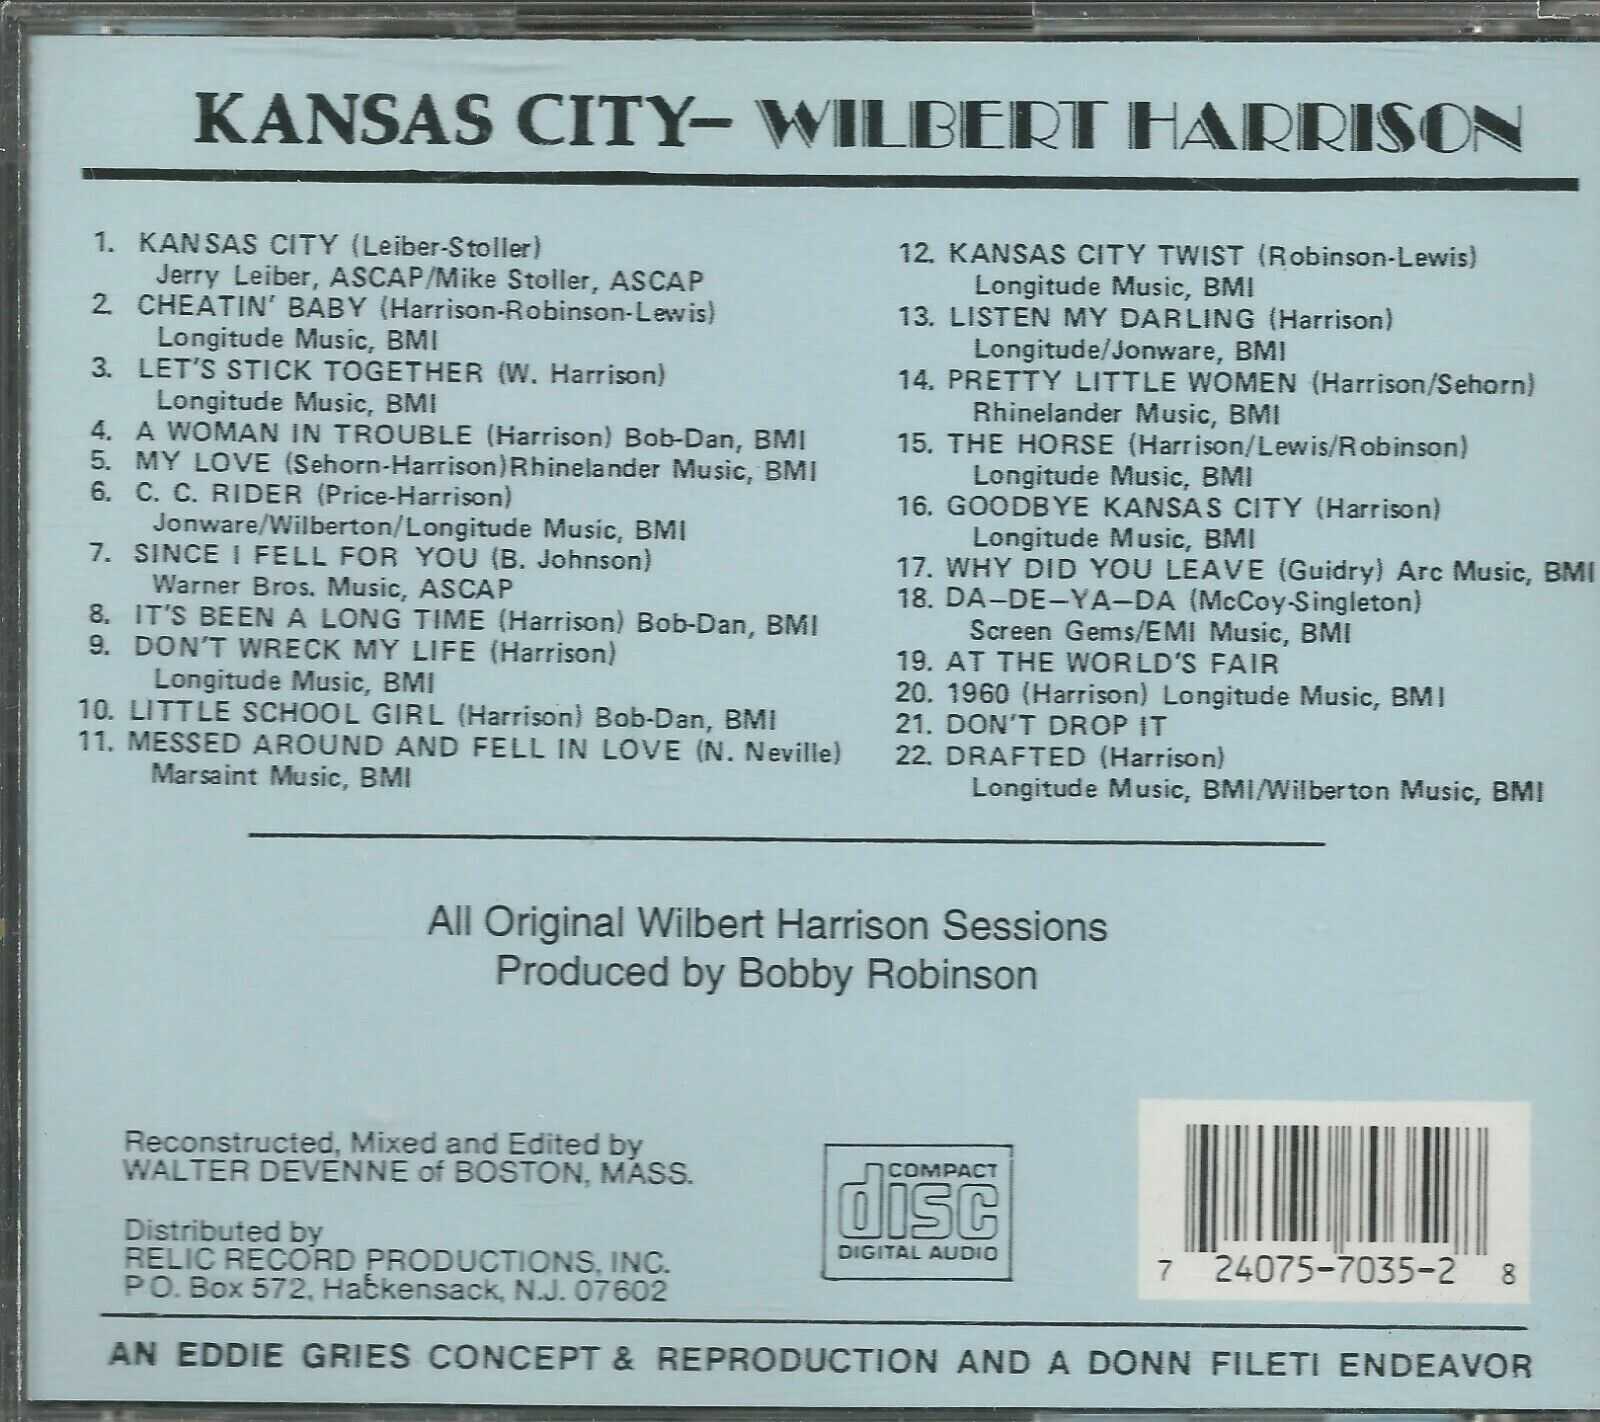 KANSAS CITY— WILBERT HARRISON
1. KANSAS CITY (Leiber-Stoller)
Jerry Leiber, ASCAP/Mike Stoller, ASCAP
2. CHEATIN' BABY (Harrison-Robinson-Lewis)
Longitude Music, BMI
3. LET'S STICK TOGETHER (W. Harrison)
Longitude Music, BMI
4. A WOMAN IN TROUBLE (Harrison) Bob-Dan, BMI
5. MY LOVE (Sehorn-Harrison)Rhinelander Music, BMI
6. C. C. RIDER (Price-Harrison)
Jonware/Wilberton/Longitude Music, BMI
7. SINCE I FELL FOR YOU (B. Johnson)
Warner Bros. Music, ASCAP
8. IT'S BEEN A LONG TIME (Harrison) Bob-Dan, BMI
9. DON'T WRECK MY LIFE (Harrison)
Longitude Music, BMI
10. LITTLE SCHOOL GIRL (Harrison) Bob-Dan, BMI
11. MESSED AROUND AND FELL IN LOVE (N. Neville)
Marsaint Music, BMI
12. KANSAS CITY TWIST (Robinson-Lewis)
Longitude Music, BMI
13. LISTEN MY DARLING (Harrison)
Longitude/Jonware, BMI
14. PRETTY LITTLE WOMEN (Harrison/Sehorn)
Rhinelander Music, BMI
15. THE HORSE (Harrison/Lewis/Robinson)
Longitude Music, BMI
16. GOODBYE KANSAS CITY (Harrison)
Longitude Music, BMI
17. WHY DID YOU LEAVE (Guidry) Arc Music, BMI
18. DA—DE—YA—DA (McCoy-Singleton)
Screen Gems/EMI Music, BMI
19. AT THE WORLD'S FAIR
20. 1960 (Harrison) Longitude Music, BMI
21. DON'T DROP IT
22. DRAFTED (Harrison)
Longitude Music, BMI/Wilberton Music, BMI
All Original Wilbert Harrison Sessions
Produced by Bobby Robinson
Reconstructed, Mixed and Edited by
WALTER DEVENNE of BOSTON, MASS.
Distributed by
RELIC RECORD PRODUCTIONS, INC.
P.O. Box 572, Hackensack, N.J. 07602
COMPACT
disc
DIGITAL AUDIO
7 24075-7035-2 8
AN EDDIE GRIES CONCEPT & REPRODUCTION AND A DONN FILETI ENDEAVOR